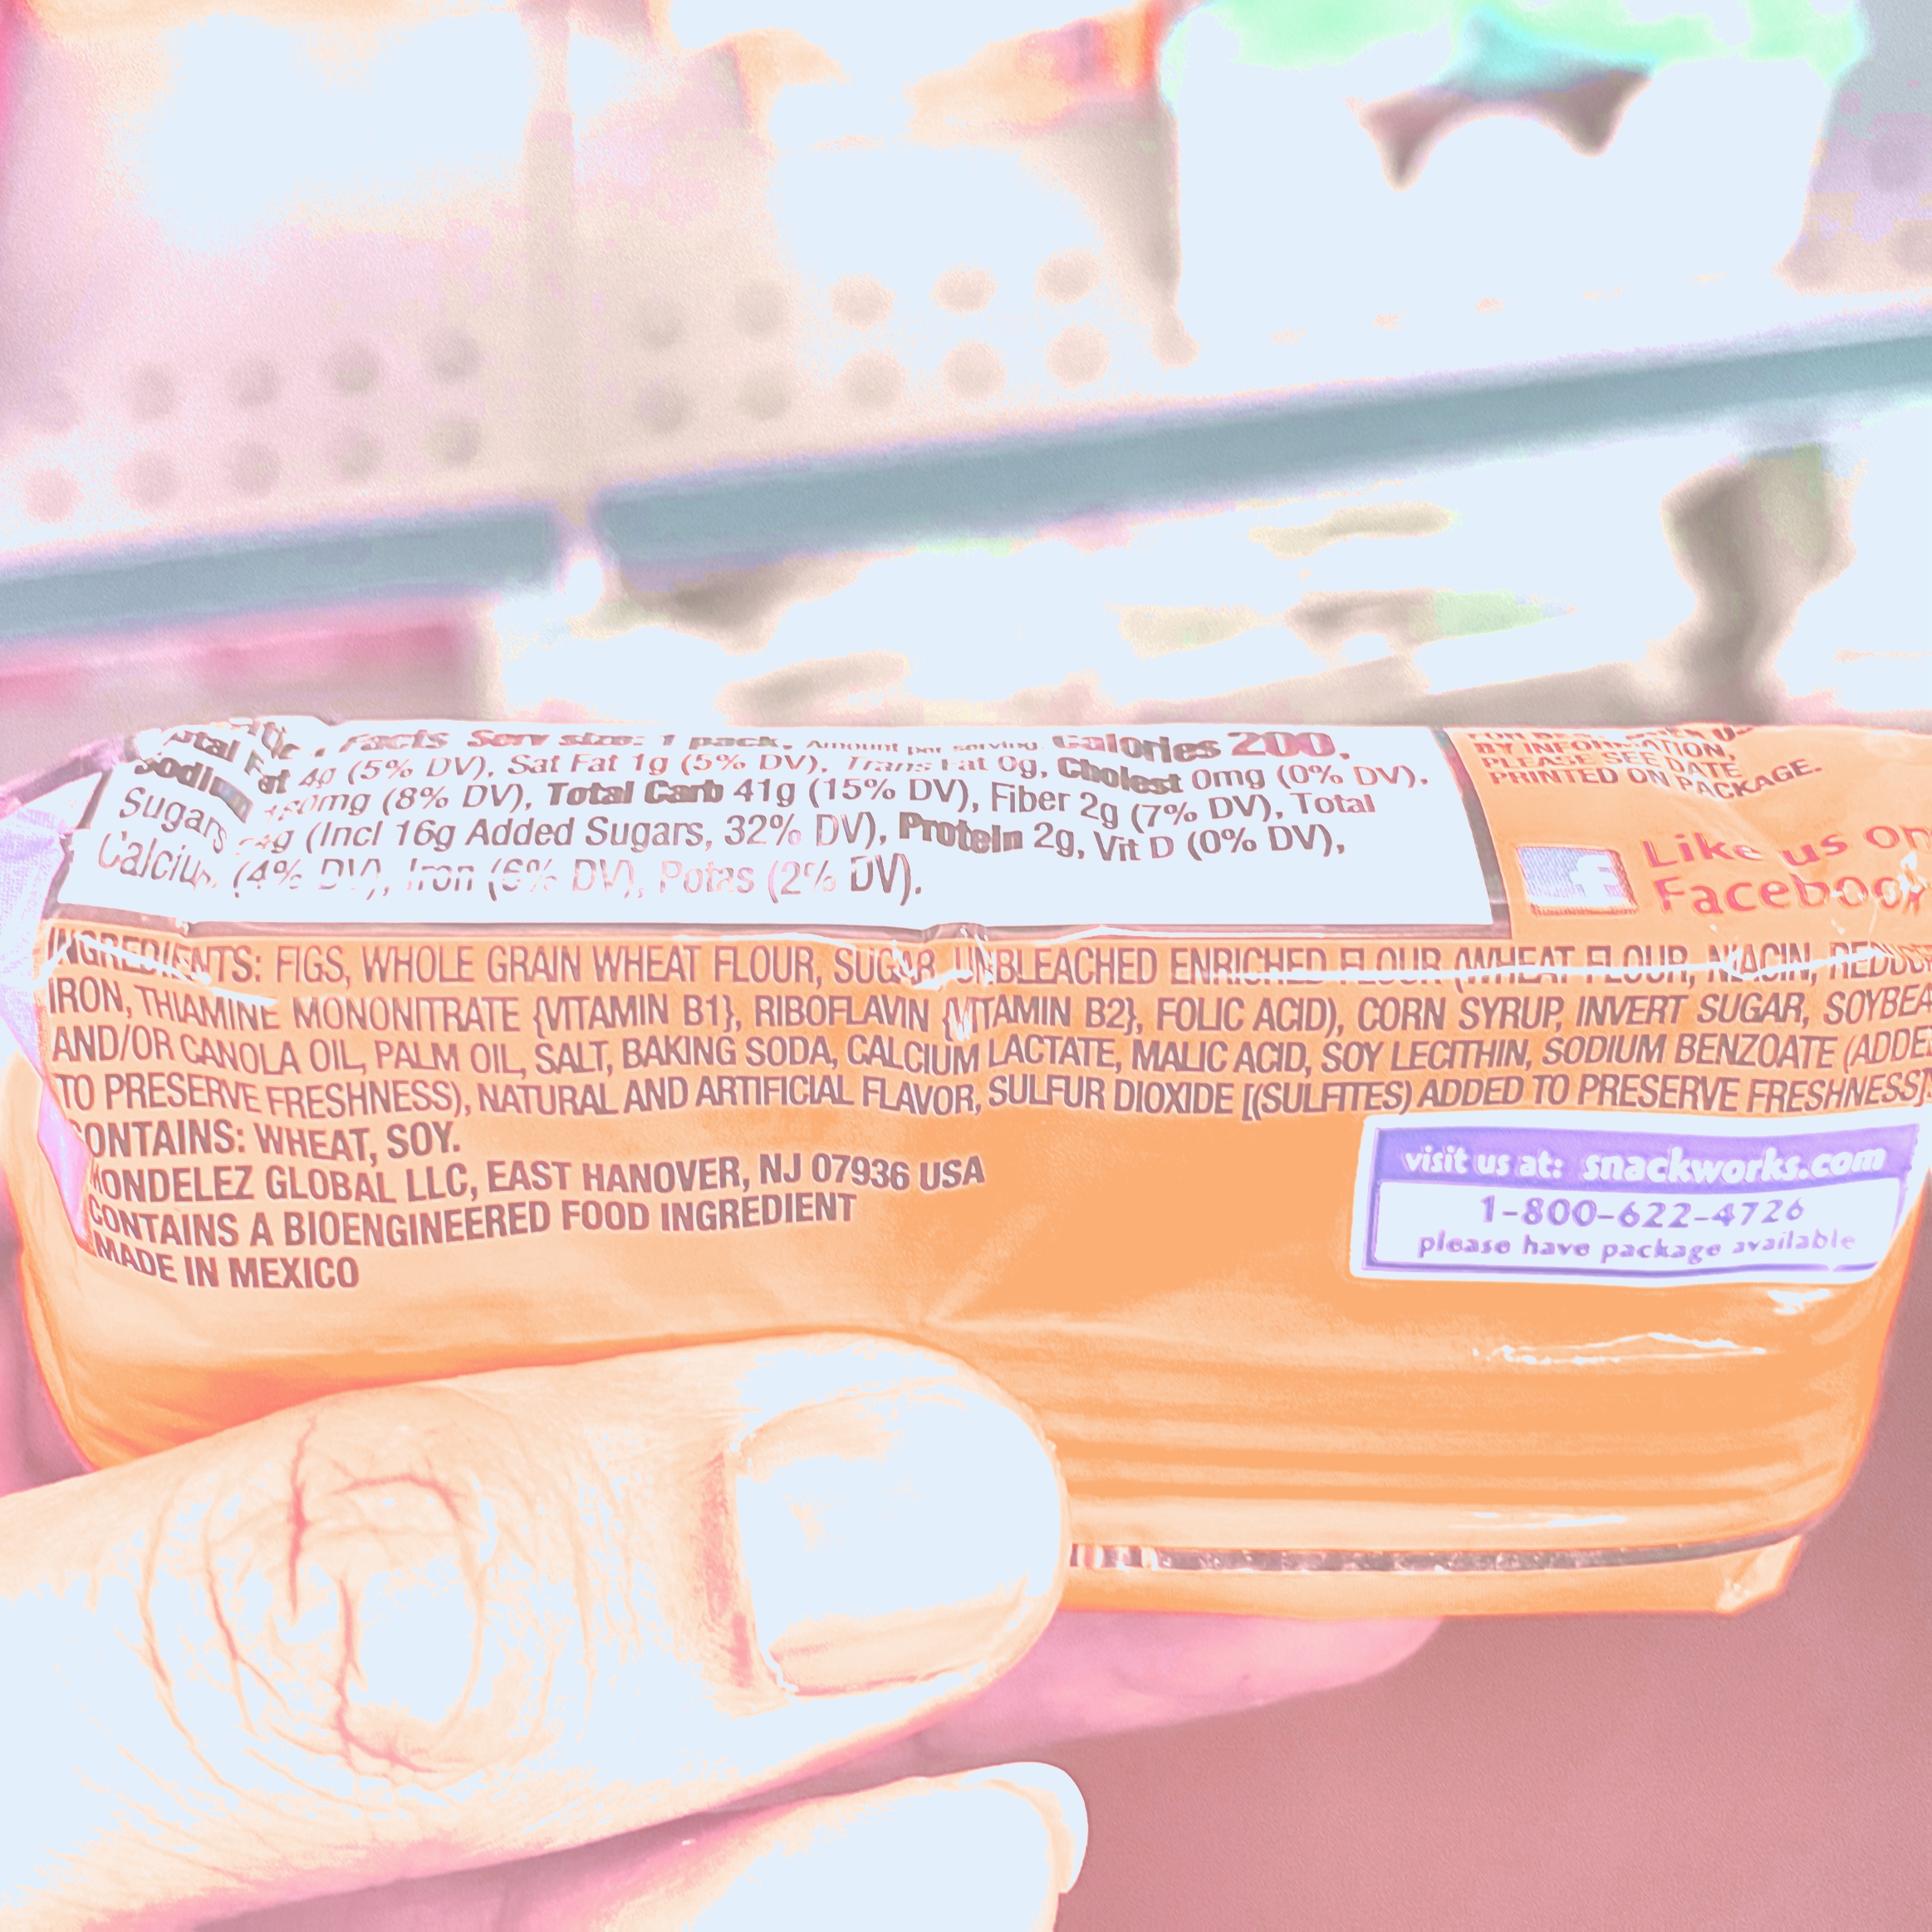 Facts Serv size: 1 pack, Amount per serving: Calories 200,
Total Fat 4g (5% DV), Sat Fat 1g (5% DV), Trans Fat 0g, Cholest 0mg (0% DV),
Sodium (8% DV), Total Carb 41g (15% DV), Fiber 2g (7% DV), Total
Sugars (Incl 16g Added Sugars, 32% DV), Protein 2g, Vit D (0% DV),
Calcium (4% DV), Iron (6% DV), Potas (2% DV).
BY INFORMATION,
PLEASE SEE DATE
PRINTED ON PACKAGE.
Like us on
Facebook
INGREDIENTS: FIGS, WHOLE GRAIN WHEAT FLOUR, SUGAR, UNBLEACHED ENRICHED FLOUR (WHEAT FLOUR, NIACIN,
IRON, THIAMINE MONONITRATE {VITAMIN B1}, RIBOFLAVIN {VITAMIN B2}, FOLIC ACID), CORN SYRUP, INVERT SUGAR, SOYBEA
AND/OR CANOLA OIL, PALM OIL, SALT, BAKING SODA, CALCIUM LACTATE, MALIC ACID, SOY LECITHIN, SODIUM BENZOATE (ADDE
TO PRESERVE FRESHNESS), NATURAL AND ARTIFICIAL FLAVOR, SULFUR DIOXIDE [(SULFITES) ADDED TO PRESERVE FRESHNESS]
CONTAINS: WHEAT, SOY.
MONDELEZ GLOBAL LLC, EAST HANOVER, NJ 07936 USA
CONTAINS A BIOENGINEERED FOOD INGREDIENT
MADE IN MEXICO
visit us at: snackworks.com
1-800-622-4726
please have package available